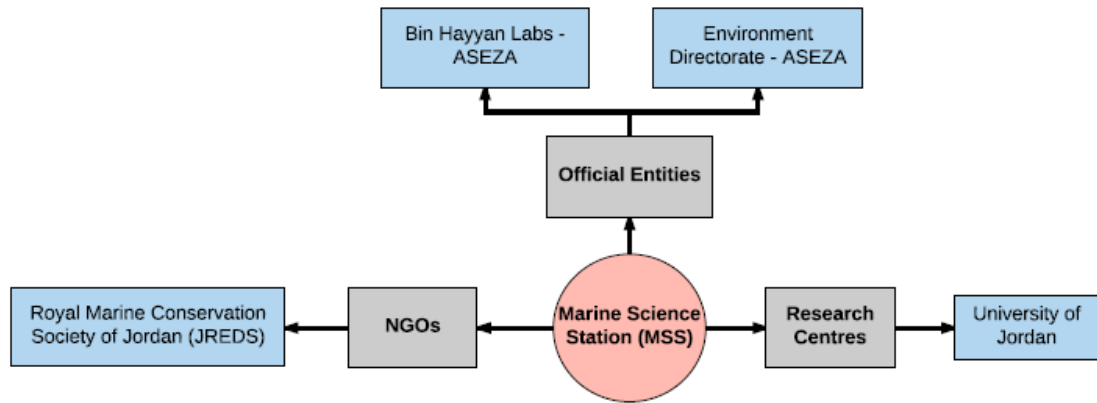 Bin Hayyan Labs -
ASEZA
Environment
Directorate - ASEZA
Official Entities
Royal Marine Conservation
Society of Jordan (JREDS)
NGOs
Marine Science
Station (MSS)
Research
Centres
University of
Jordan